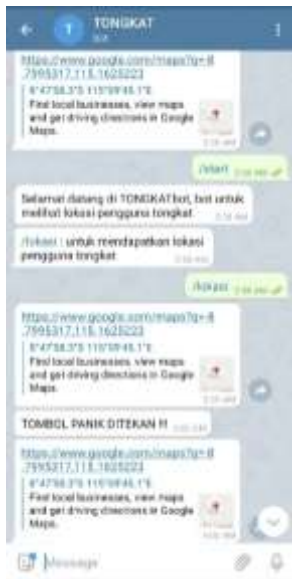 TONGKAT
bot
https://www.google.com/maps?q=-8
.7995317,115.1625223
Find local businesses, view maps
and get driving directions in Google
Maps.
/start
Selamat datang di TONGKATbot, bot untuk
melihat lokasi pengguna tongkat
/lokasi : untuk mendapatkan lokasi
pengguna tongkat
/lokasi
https://www.google.com/maps?q=-8
.7995317,115.1625223
Find local businesses, view maps
and get driving directions in Google
Maps.
TOMBOL PANIK DITEKAN !!!
https://www.google.com/maps?q=-8
.7995317,115.1625223
Find local businesses, view maps
and get driving directions in Google
Maps.
Message